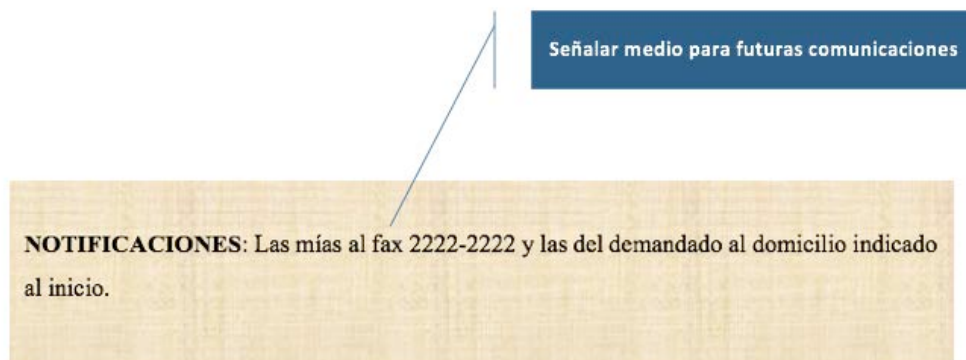 Señalar medio para futuras comunicaciones
NOTIFICACIONES: Las mías al fax 2222-2222 y las del demandado al domicilio indicado
al inicio.